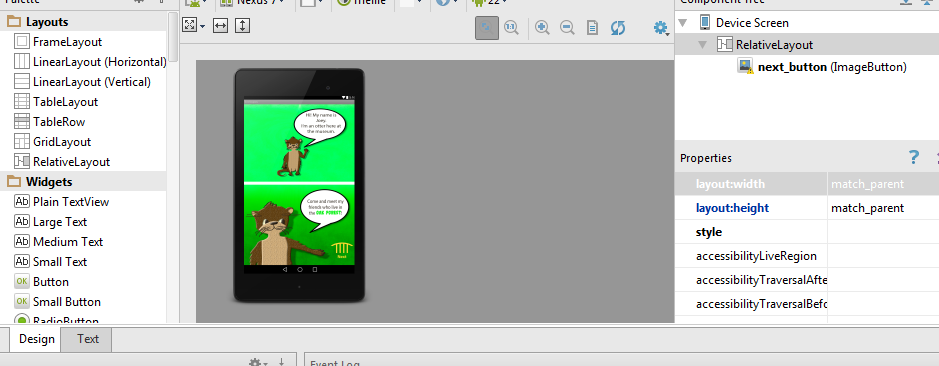 Palette
Layouts
FrameLayout
LinearLayout (Horizontal)
LinearLayout (Vertical)
TableLayout
TableRow
GridLayout
RelativeLayout
Widgets
Ab Plain TextView
Ab Large Text
Ab Medium Text
Ab Small Text
OK Button
OK Small Button
RadioButton
Nexus 7
Theme
22
1:1
Hi! My name is
Joey.
I'm an otter here at
the museum.
Come and meet my
friends who live in
the OAK FOREST!
Next
Component Tree
Device Screen
RelativeLayout
next_button (ImageButton)
Properties
?
layout:width match_parent
layout:height match_parent
style
accessibilityLiveRegion
accessibilityTraversalAfte
accessibilityTraversalBefo
Design Text
Event Log